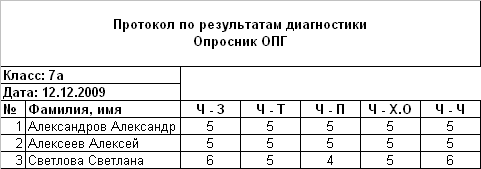 Протокол по результатам диагностики
Опросник ОПГ
Класс: 7а
Дата: 12.12.2009
№ Фамилия, имя Ч - З Ч - Т Ч - П Ч - Х.О Ч - Ч
1 Александров Александр 5 5 5 5 5
2 Алексеев Алексей 5 5 5 5 5
3 Светлова Светлана 6 5 4 5 6